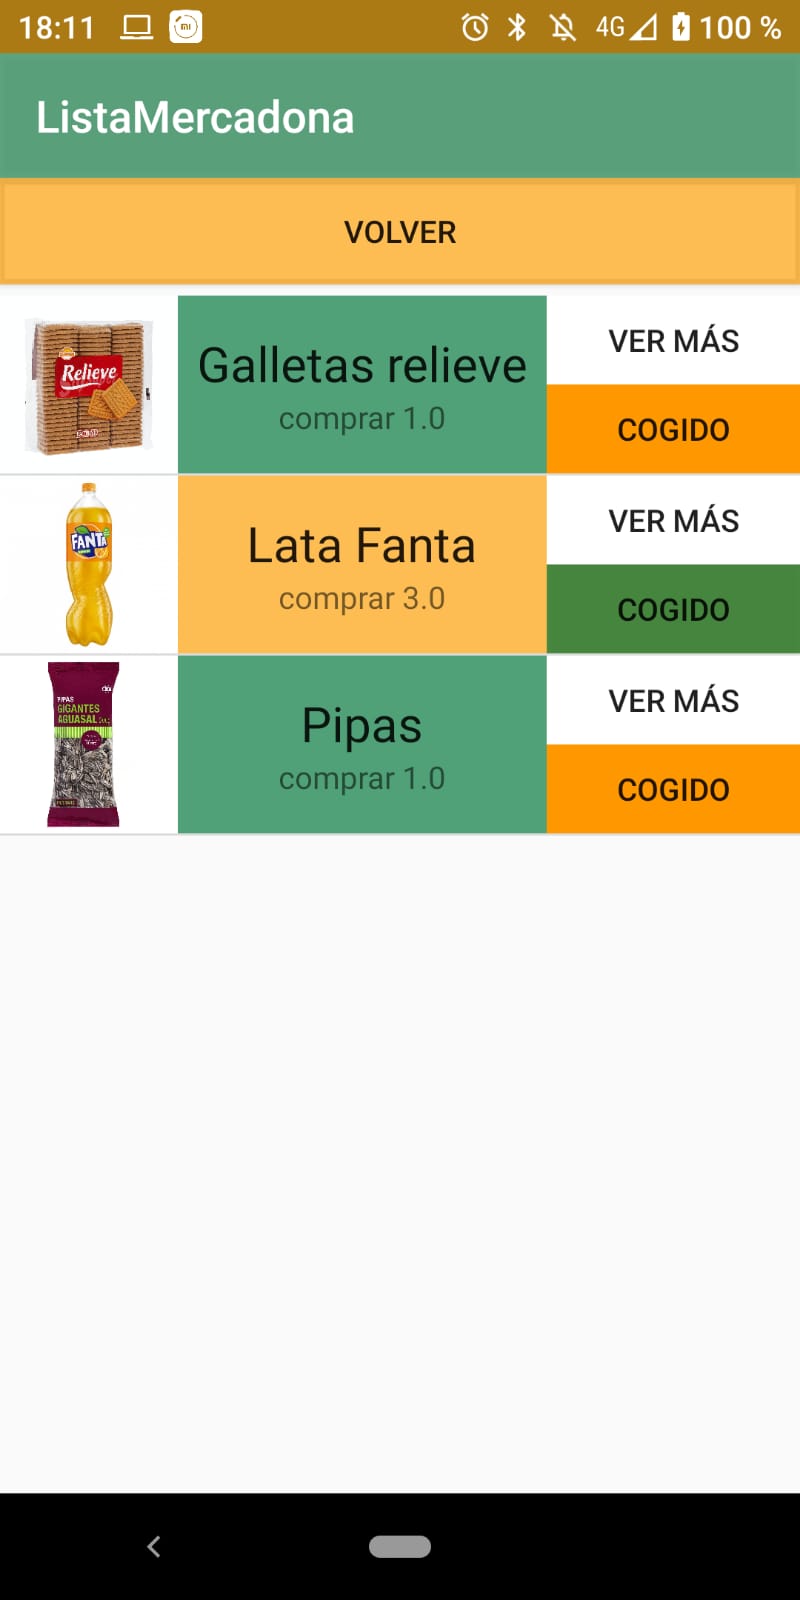 18:11 4G 100 %
ListaMercadona
VOLVER
Relieve
Galletas relieve
comprar 1.0
VER MÁS
COGIDO
FANTA
Lata Fanta
comprar 3.0
VER MÁS
COGIDO
PIPAS
GIGANTES
AGUASAL
Pipas
comprar 1.0
VER MÁS
COGIDO